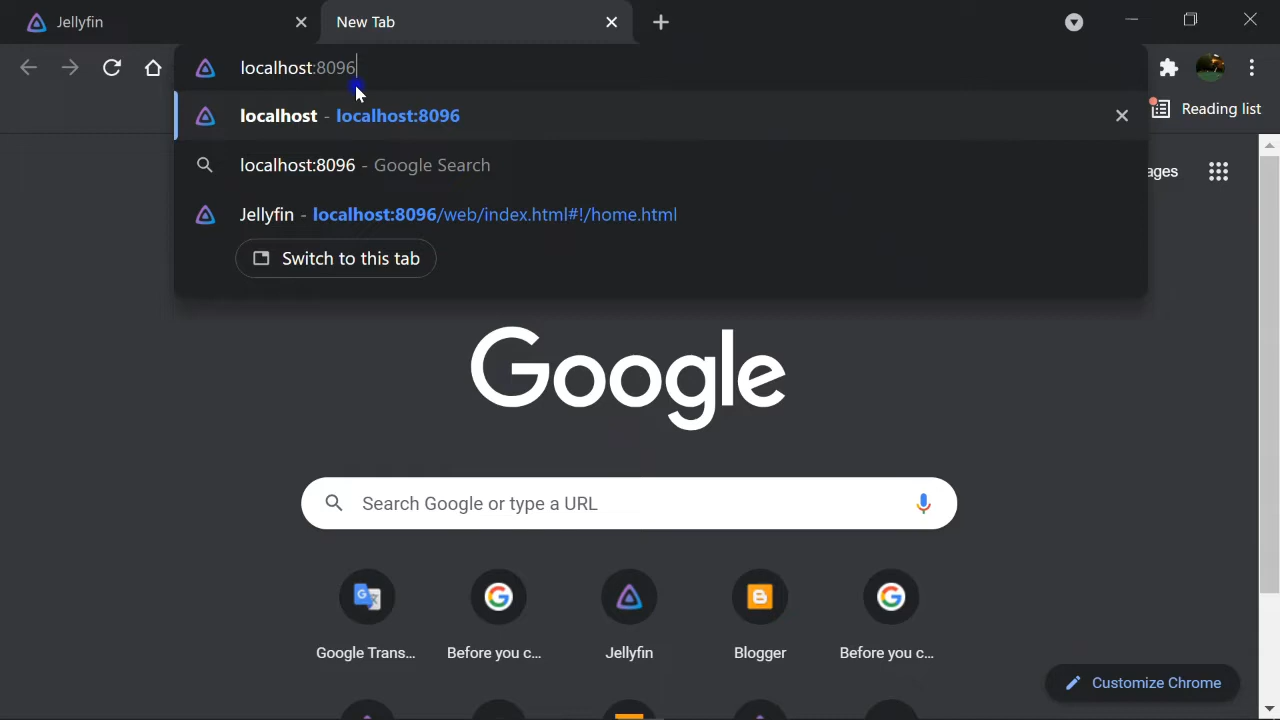 Jellyfin
New Tab
localhost:8096
Reading list
localhost - localhost:8096
localhost:8096 - Google Search
ages
Jellyfin - localhost:8096/web/index.html#!/home.html
Switch to this tab
Google
Search Google or type a URL
Google Trans...
Before you c...
Jellyfin
Blogger
Before you c...
Customize Chrome